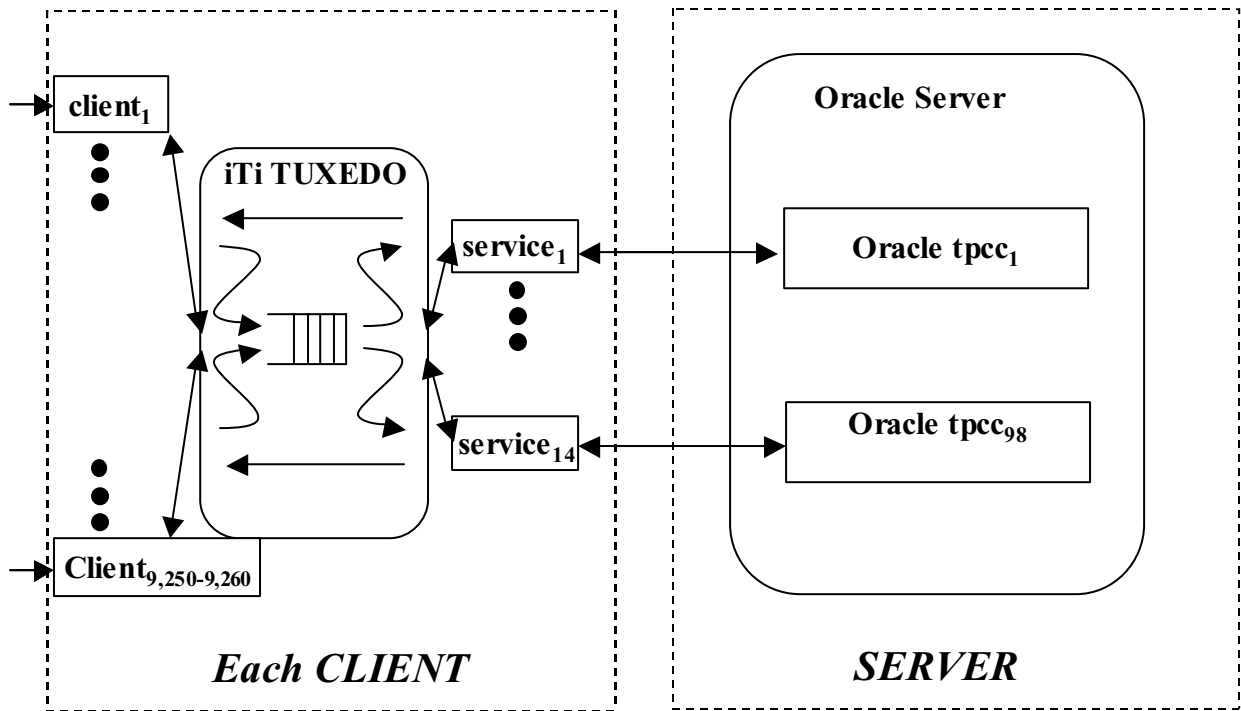 client1
iTi TUXEDO
service1
service14
Client9,250-9,260
Each CLIENT
Oracle Server
Oracle tpcc1
Oracle tpcc98
SERVER